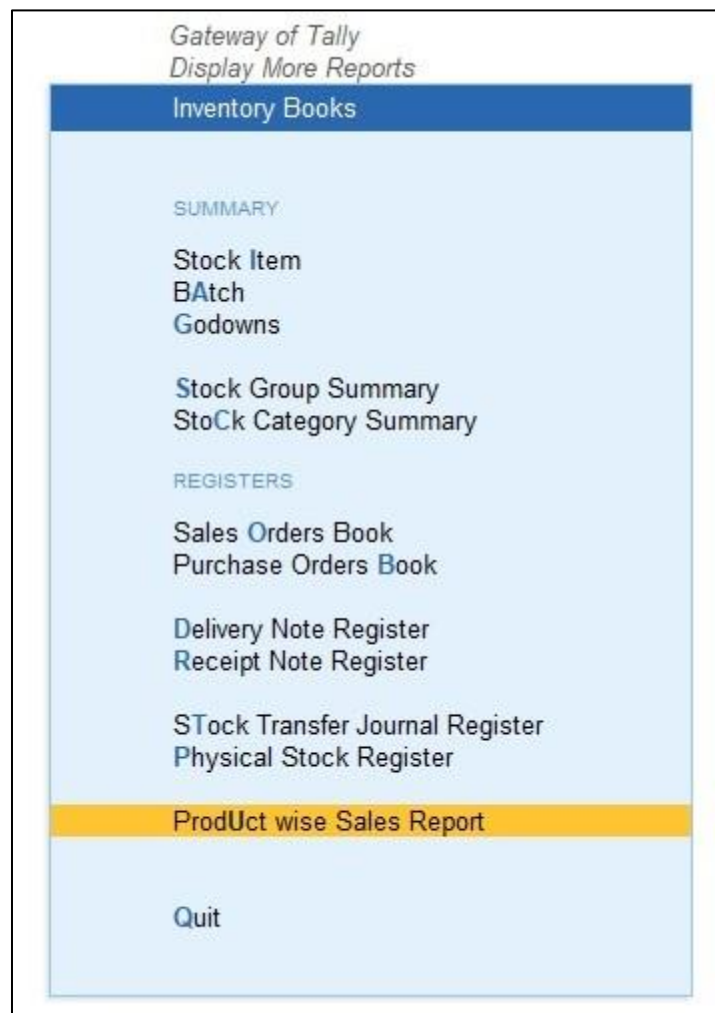 Gateway of Tally
Display More Reports
Inventory Books
SUMMARY
Stock Item
BAtch
Godowns
Stock Group Summary
StoCk Category Summary
REGISTERS
Sales Orders Book
Purchase Orders Book
Delivery Note Register
Receipt Note Register
STock Transfer Journal Register
Physical Stock Register
ProdUct wise Sales Report
Quit